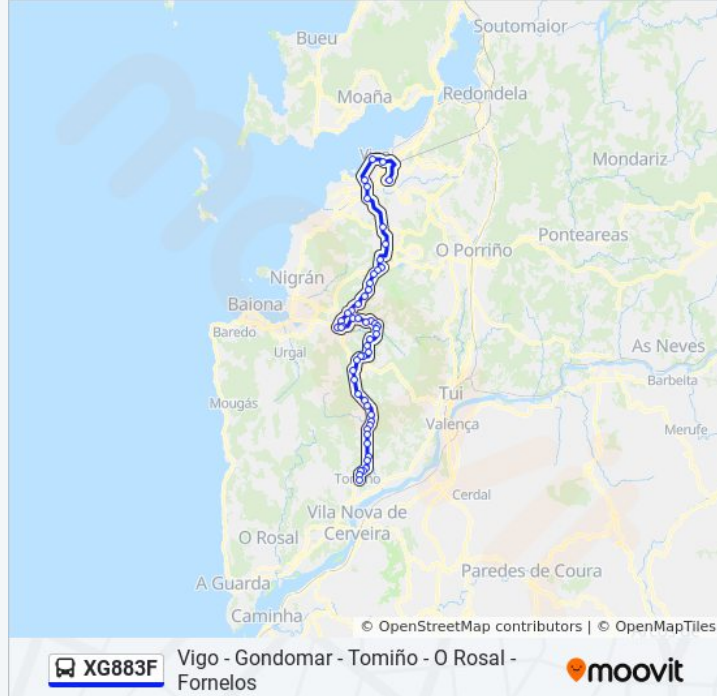 Soutomaior
Bueu
Moaña
Redondela
Mondariz
O Porriño
Ponteareas
Nigrán
Baiona
Baredo
Urgal
As Neves
Barbeita
Mougás
Tui
Valença
Merufe
Cerdal
Vila Nova de
Cerveira
O Rosal
Paredes de Coura
A Guarda
Caminha
© OpenStreetMap contributors | © OpenMapTiles
XG883F
Vigo - Gondomar - Tomiño - O Rosal -
Fornelos
moovit